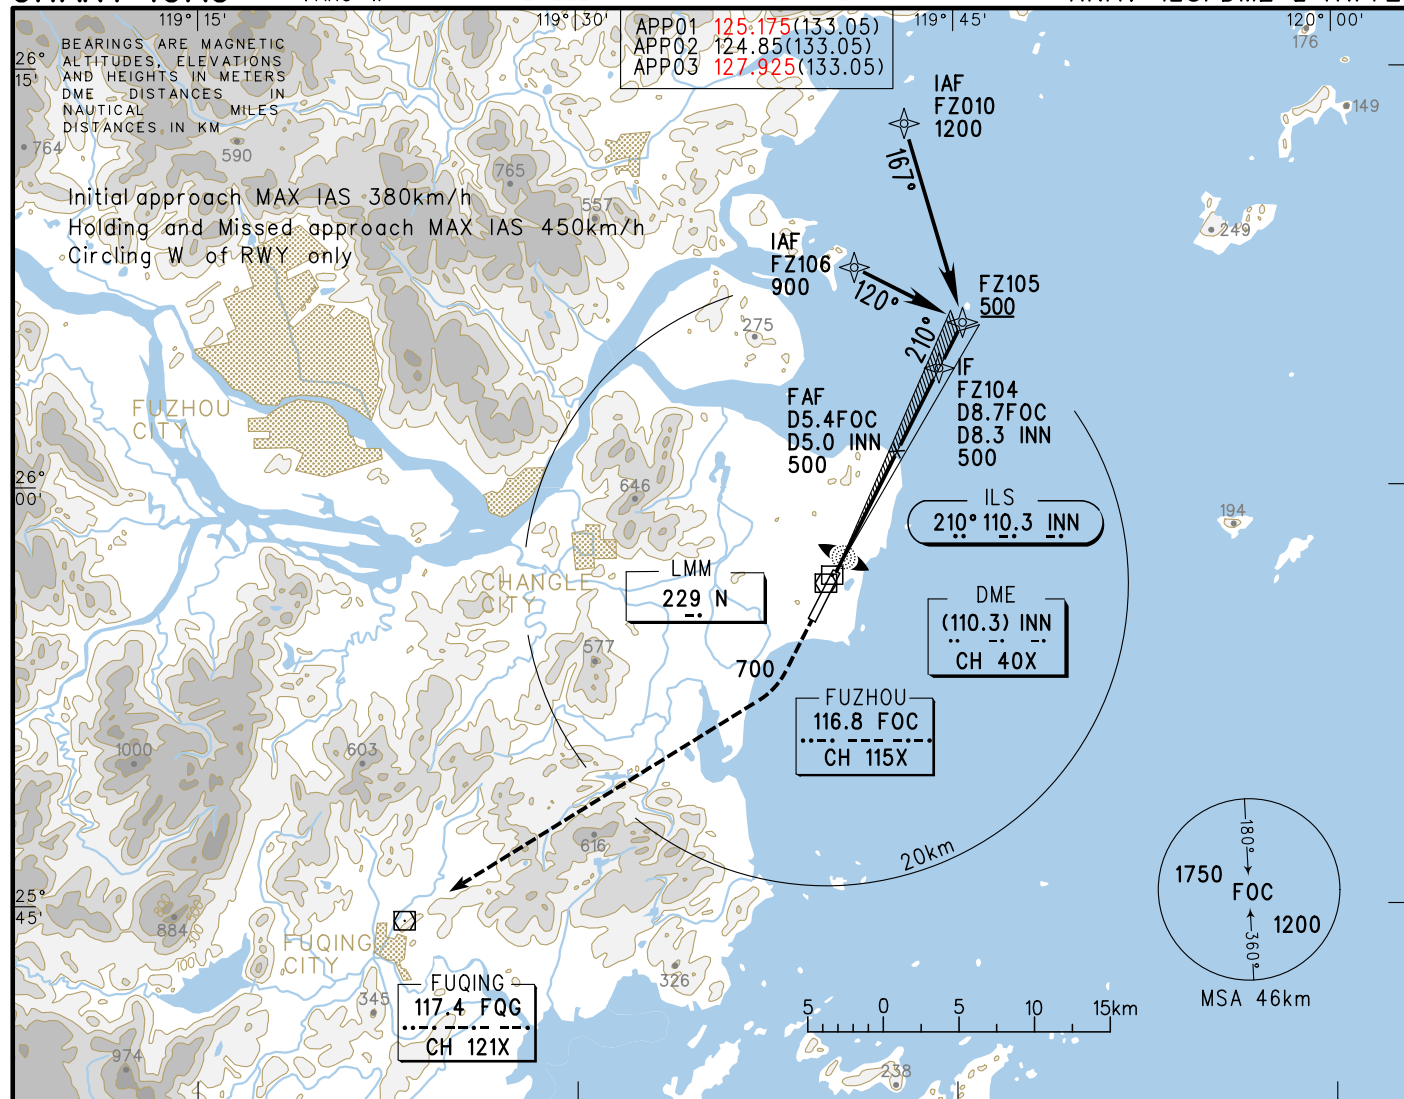 119° 15'
119° 30'
119° 45'
120° 00'
BEARINGS ARE MAGNETIC
ALTITUDES, ELEVATIONS
AND HEIGHTS IN METERS
DME DISTANCES IN
NAUTICAL MILES
DISTANCES IN KM
26°
15'
APP01 125.175(133.05)
APP02 124.85(133.05)
APP03 127.925(133.05)
176
149
764
590
765
557
249
IAF
FZ010
1200
167°
Initial approach MAX IAS 380km/h
Holding and Missed approach MAX IAS 450km/h
Circling W of RWY only
IAF
FZ106
900
120°
FZ105
500
275
210°
IF
FZ104
D8.7FOC
D8.3 INN
500
FAF
D5.4FOC
D5.0 INN
500
FUZHOU
CITY
26°
00'
646
194
ILS
210° 110.3 INN
CHANGLE
CITY
LMM
229 N
DME
(110.3) INN
CH 40X
577
700
FUZHOU
116.8 FOC
CH 115X
1000
603
616
20km
180°
1750
FOC
1200
360°
MSA 46km
25°
45'
884
100
FUQING
CITY
326
345
FUQING
117.4 FQG
CH 121X
5 0 5 10 15km
974
238